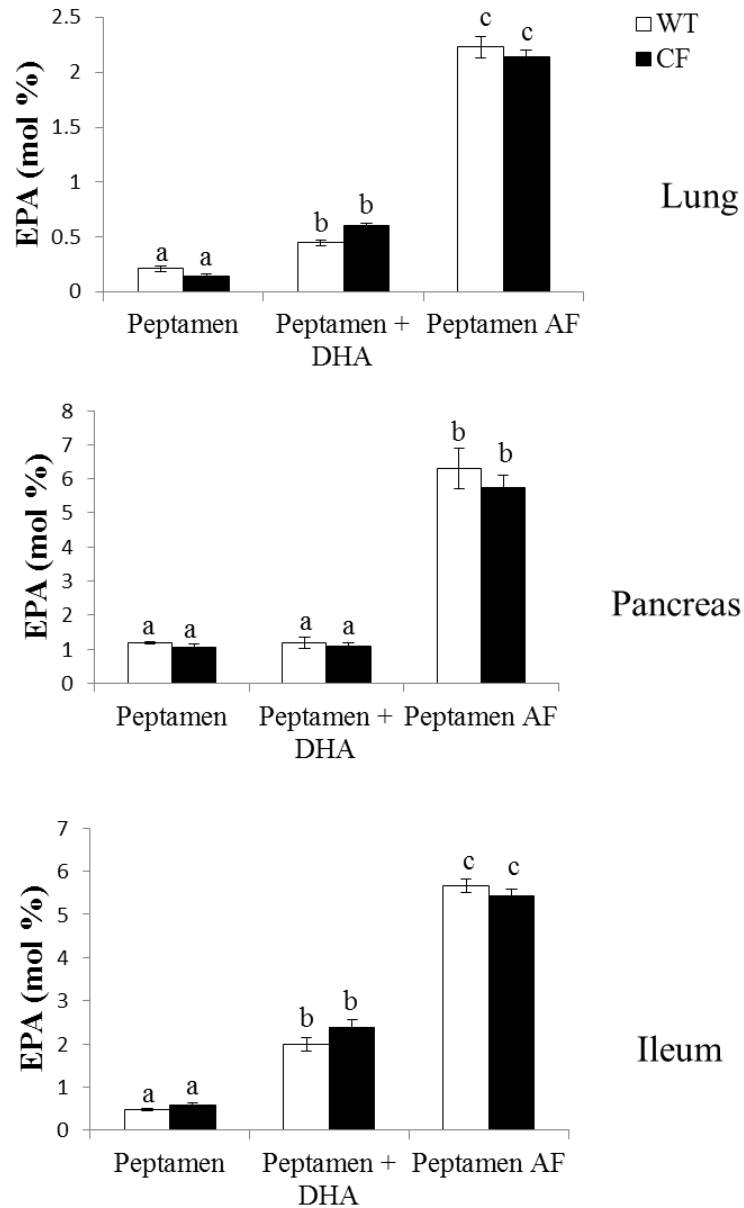 WT
CF
EPA (mol %)
2.5
2
1.5
1
0.5
0
a a
b b
c c
Peptamen
Peptamen +
DHA
Peptamen AF
Lung
EPA (mol %)
8
7
6
5
4
3
2
1
0
a a
a a
b b
Peptamen
Peptamen +
DHA
Peptamen AF
Pancreas
EPA (mol %)
7
6
5
4
3
2
1
0
a a
b b
c c
Peptamen
Peptamen +
DHA
Peptamen AF
Ileum